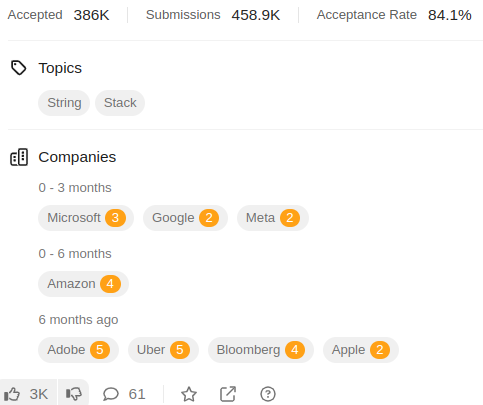 Accepted 386K Submissions 458.9K Acceptance Rate 84.1%
Topics
String Stack
Companies
0 - 3 months
Microsoft 3 Google 2 Meta 2
0 - 6 months
Amazon 4
6 months ago
Adobe 5 Uber 5 Bloomberg 4 Apple 2
3K 61